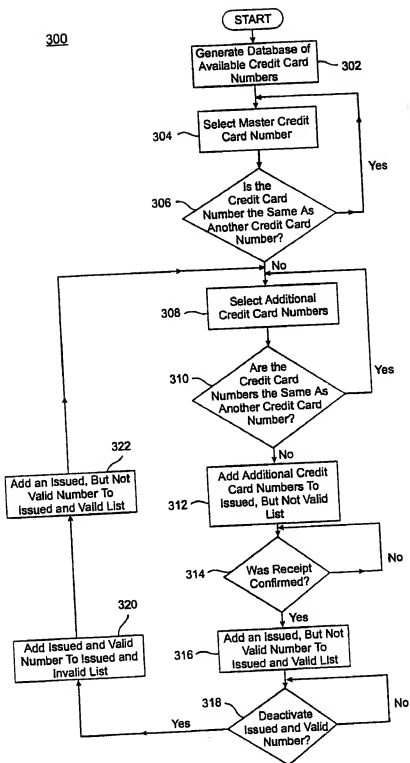 START
300
Generate Database of
Available Credit Card
Numbers
302
304
Select Master Credit
Card Number
Yes
306
Is the
Credit Card
Number the Same As
Another Credit Card
Number?
No
308
Select Additional
Credit Card Numbers
Yes
310
Are the
Credit Card
Numbers the Same As
Another Credit Card
Number?
No
322
Add an Issued, But Not
Valid Number To
Issued and Valid List
312
Add Additional Credit
Card Numbers To
Issued, But Not Valid
List
314
Was Receipt
Confirmed?
No
Yes
320
Add Issued and Valid
Number To Issued and
Invalid List
316
Add an Issued, But Not
Valid Number To
Issued and Valid List
318
Deactivate
Issued and Valid
Number?
No
Yes